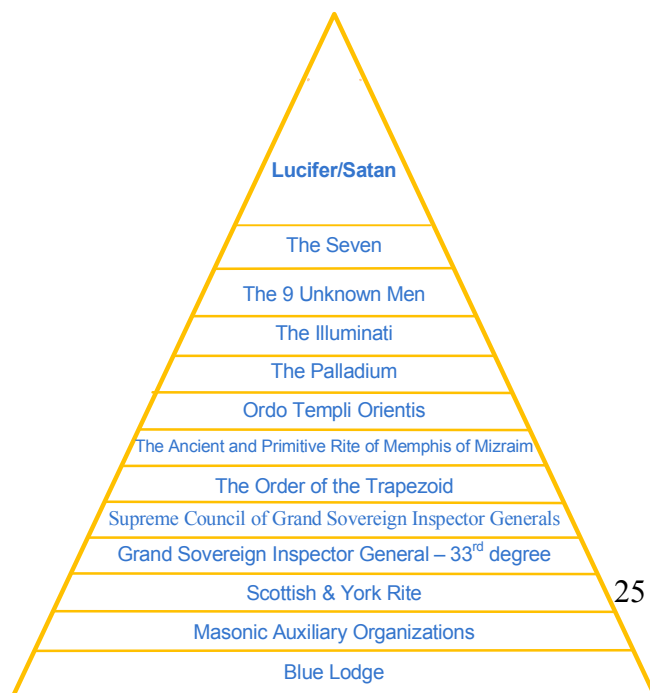 Lucifer/Satan
The Seven
The 9 Unknown Men
The Illuminati
The Palladium
Ordo Templi Orientis
The Ancient and Primitive Rite of Memphis of Mizraim
The Order of the Trapezoid
Supreme Council of Grand Sovereign Inspector Generals
Grand Sovereign Inspector General – 33rd degree
Scottish & York Rite
25
Masonic Auxiliary Organizations
Blue Lodge